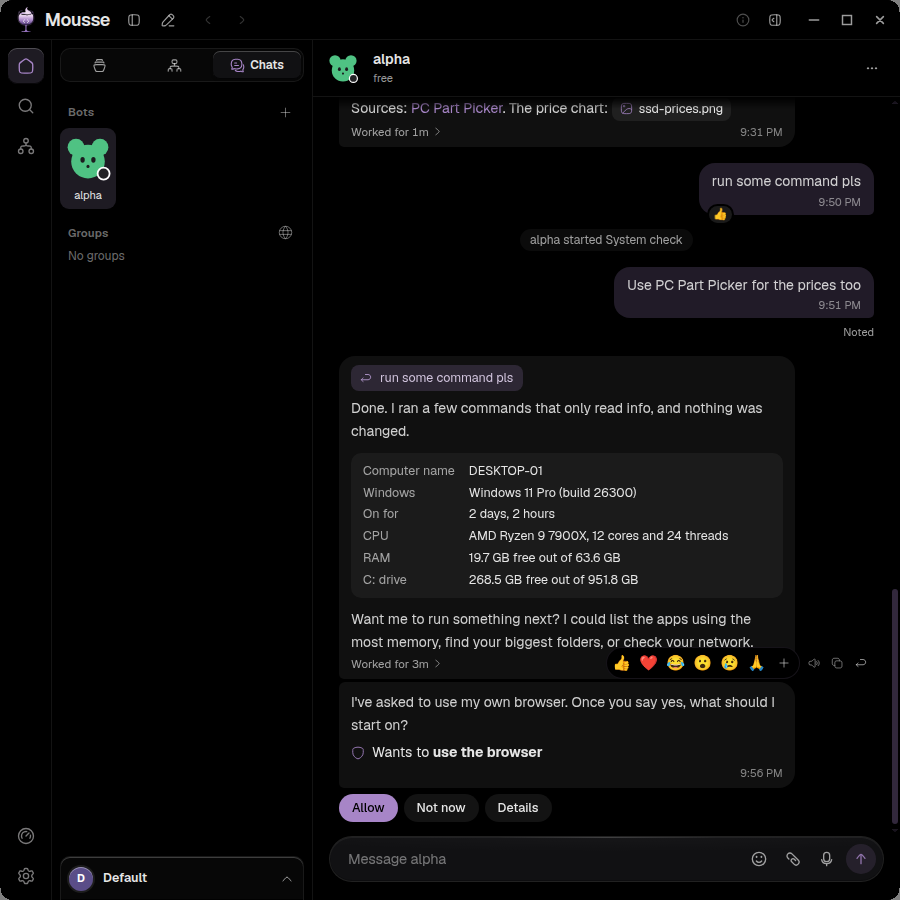 Mousse
Chats
Bots
alpha
Groups
No groups
D
Default
alpha
free
Sources: PC Part Picker. The price chart: ssd-prices.png
Worked for 1m
9:31 PM
run some command pls
9:50 PM
alpha started System check
Use PC Part Picker for the prices too
9:51 PM
Noted
run some command pls
Done. I ran a few commands that only read info, and nothing was
changed.
Computer name DESKTOP-01
Windows Windows 11 Pro (build 26300)
On for 2 days, 2 hours
CPU AMD Ryzen 9 7900X, 12 cores and 24 threads
RAM 19.7 GB free out of 63.6 GB
C: drive 268.5 GB free out of 951.8 GB
Want me to run something next? I could list the apps using the
most memory, find your biggest folders, or check your network.
Worked for 3m
I've asked to use my own browser. Once you say yes, what should I
start on?
Wants to use the browser
9:56 PM
Allow
Not now
Details
Message alpha